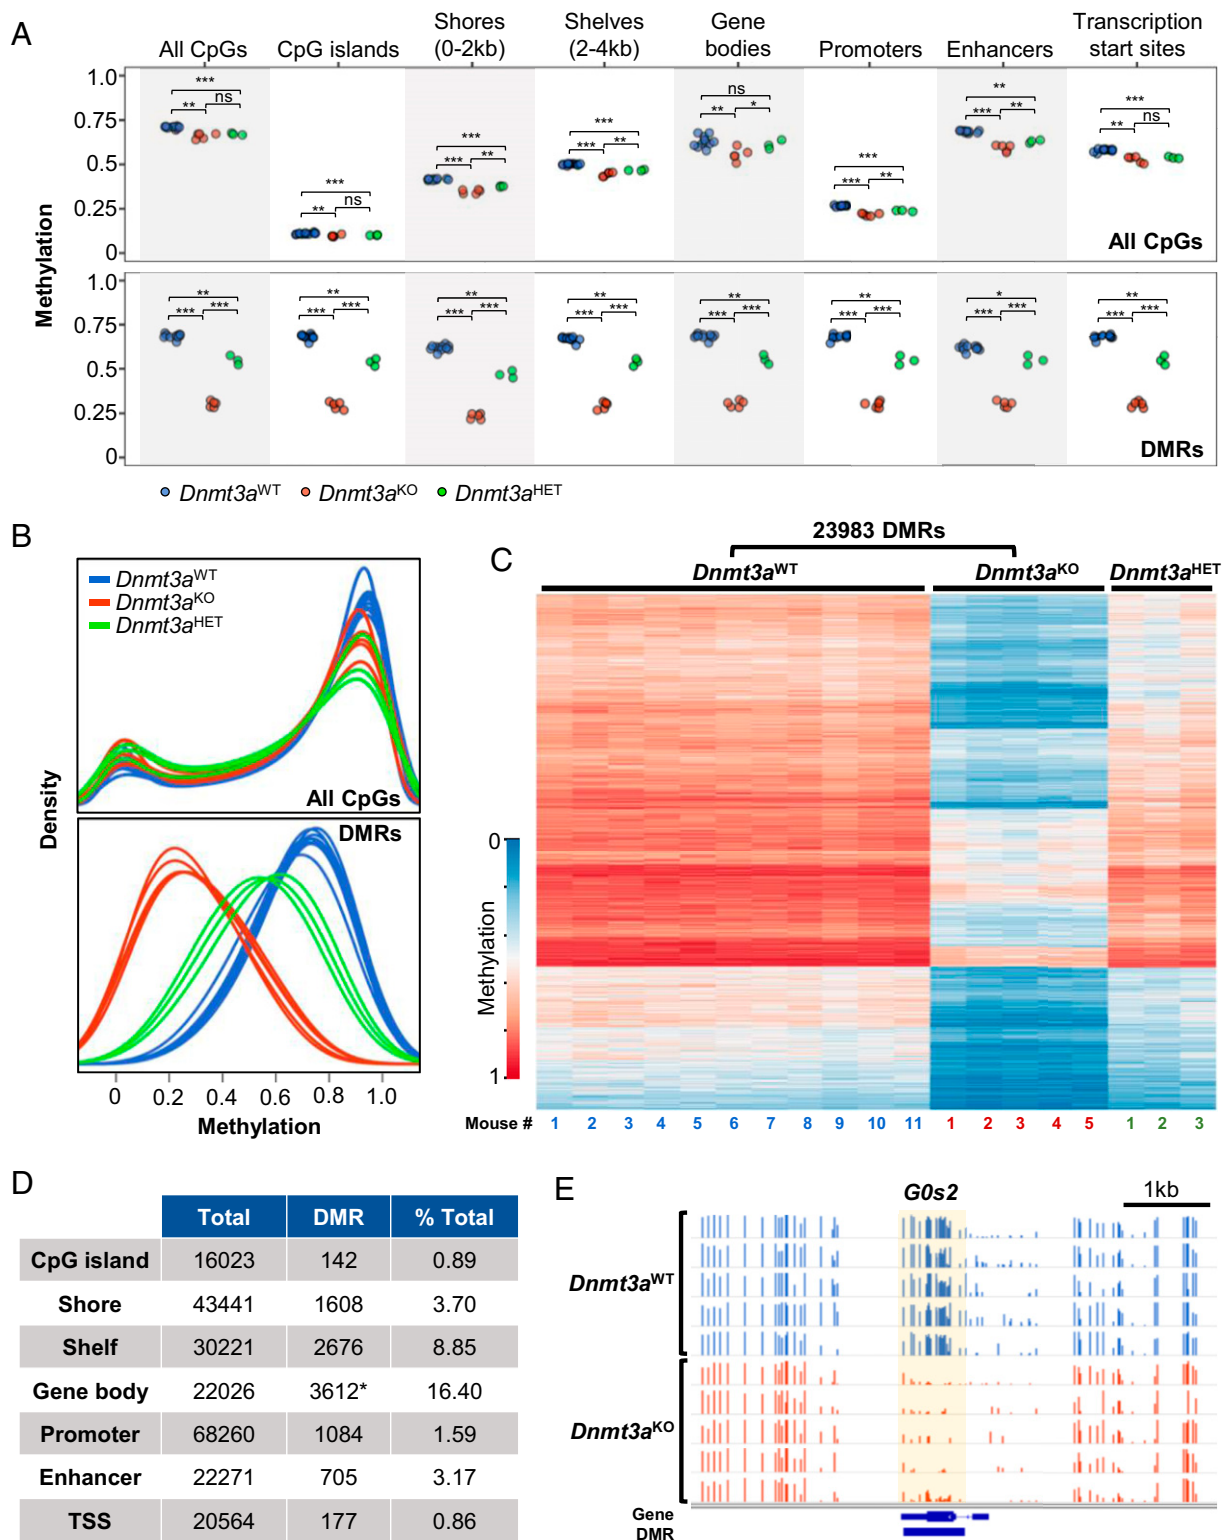 A
All CpGs
CpG islands
Shores
(0-2kb)
Shelves
(2-4kb)
Gene
bodies
Promoters
Enhancers
Transcription
start sites
Methylation
1.0
0.75
0.5
0.25
0
***
**
ns
***
**
ns
***
***
**
***
***
**
ns
**
*
***
***
**
**
***
**
***
**
ns
All CpGs
1.0
0.75
0.5
0.25
0
**
***
***
**
***
***
**
***
***
**
***
***
**
***
***
**
***
***
*
***
***
**
***
***
DMRs
Dnmt3aWT
Dnmt3aKO
Dnmt3aHET
B
Dnmt3aWT
Dnmt3aKO
Dnmt3aHET
All CpGs
DMRs
Density
0 0.2 0.4 0.6 0.8 1.0
Methylation
C
23983 DMRs
Dnmt3aWT
Dnmt3aKO
Dnmt3aHET
0
Methylation
1
Mouse # 1 2 3 4 5 6 7 8 9 10 11 1 2 3 4 5 1 2 3
D
Total DMR % Total
CpG island 16023 142 0.89
Shore 43441 1608 3.70
Shelf 30221 2676 8.85
Gene body 22026 3612* 16.40
Promoter 68260 1084 1.59
Enhancer 22271 705 3.17
TSS 20564 177 0.86
E
G0s2
1kb
Dnmt3aWT
Dnmt3aKO
Gene
DMR